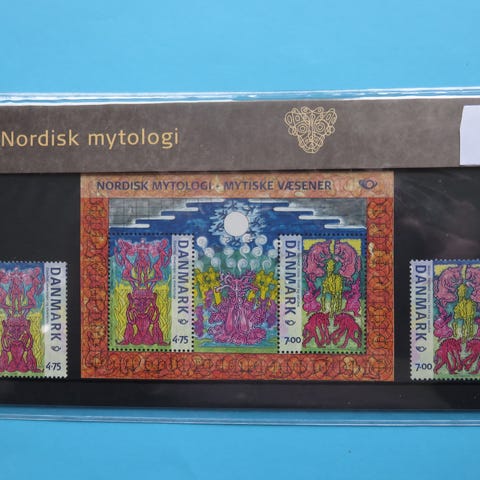 Nordisk mytologi
NORDISK MYTOLOGI • MYTISKE VÆSENER
DANMARK
4.75
DANMARK
4.75
DANMARK
7.00
DANMARK
7.00